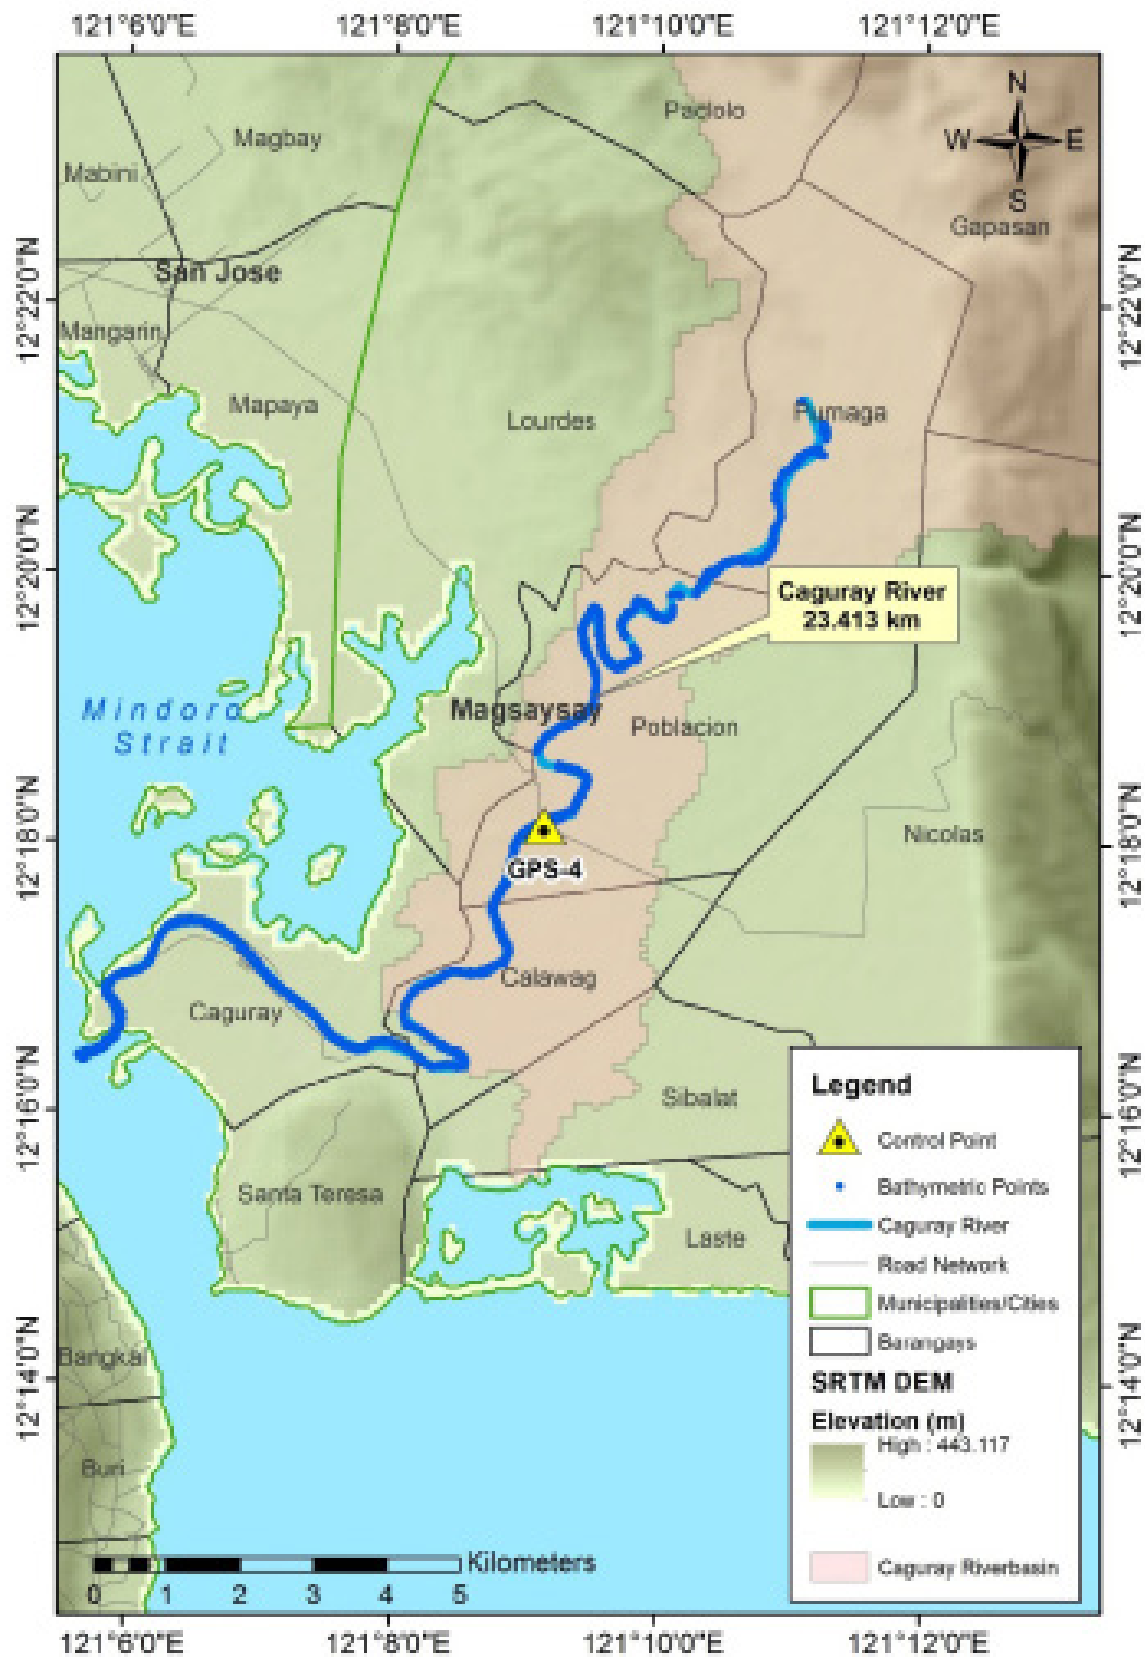 121°6'0"E 121°8'0"E 121°10'0"E 121°12'0"E
N
W E
S
Paclolo
Magbay
Mabini
Gapasan
San Jose
12°22'0"N
12°22'0"N
Mangarin
Mapaya
Lourdes
Pumaga
12°20'0"N
12°20'0"N
Caguray River
23.413 km
Mindoro
Strait
Magsaysay
Poblacion
12°18'0"N
12°18'0"N
Nicolas
GPS-4
Calawag
Caguray
12°16'0"N
12°16'0"N
Sibalat
Santa Teresa
Laste
12°14'0"N
12°14'0"N
Bangkal
Buri
Legend
Control Point
Bathymetric Points
Caguray River
Road Network
Municipalities/Cities
Barangays
SRTM DEM
Elevation (m)
High : 443.117
Low : 0
Caguray Riverbasin
Kilometers
0 1 2 3 4 5
121°6'0"E 121°8'0"E 121°10'0"E 121°12'0"E